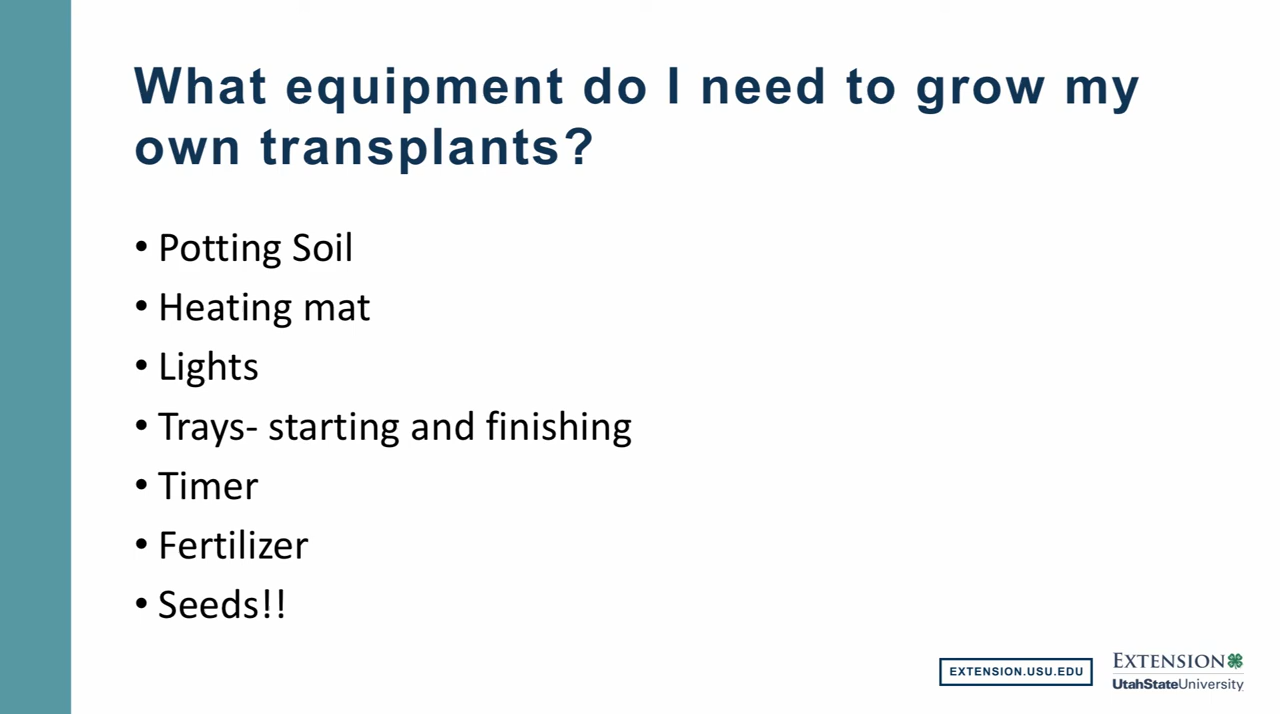 What equipment do I need to grow my
own transplants?
• Potting Soil
• Heating mat
• Lights
• Trays- starting and finishing
• Timer
• Fertilizer
• Seeds!!
EXTENSION.USU.EDU
EXTENSION
UtahStateUniversity